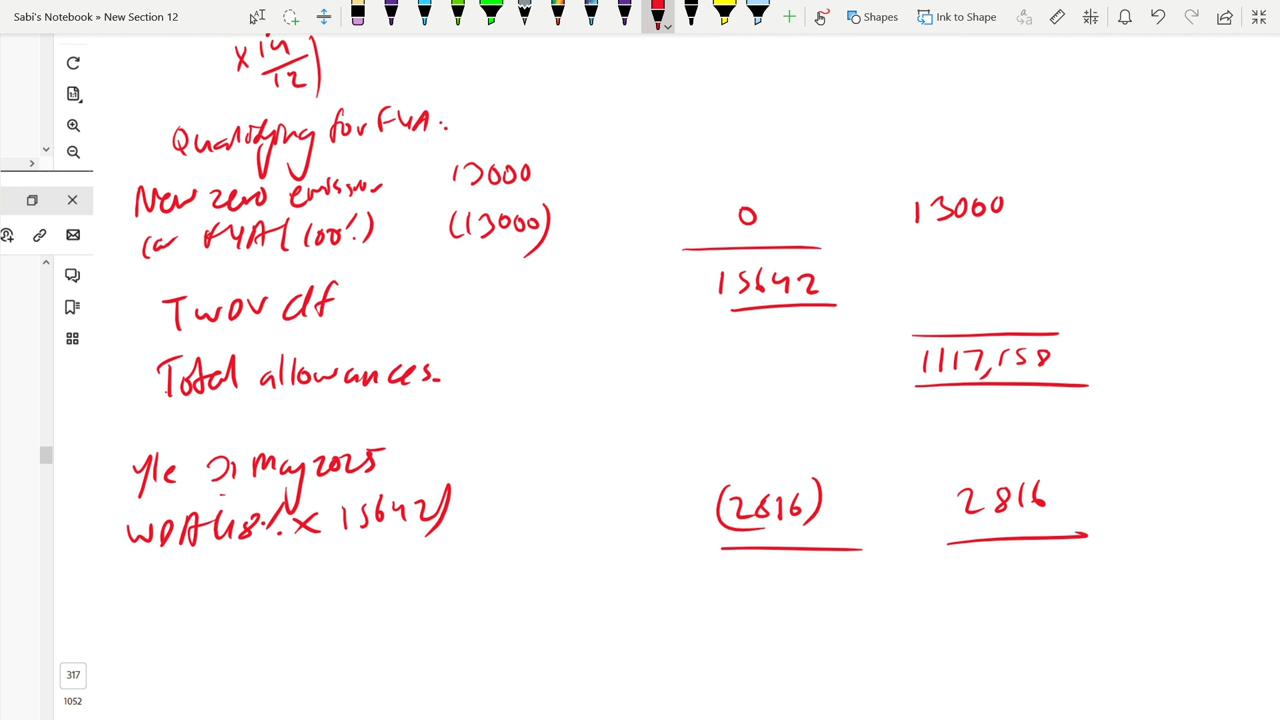 Sabi's Notebook » New Section 12
Shapes
Ink to Shape
x 14
12 )
Qualifying for FYA:
New zero emission 13000
car FYA (100%) (13000) 0 13000
15642
TWDV c/f
1117,158
Total allowances.
y/e 31 May 2025
WDA (18% x 15642) (2816) 2816
317
1052